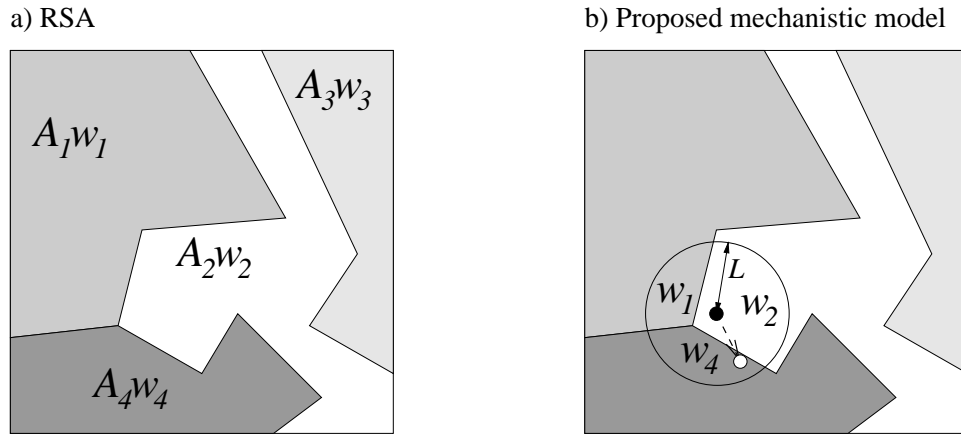 a) RSA
b) Proposed mechanistic model
A₁w₁
A₃w₃
A₂w₂
A₄w₄
L
w₁
w₂
w₄